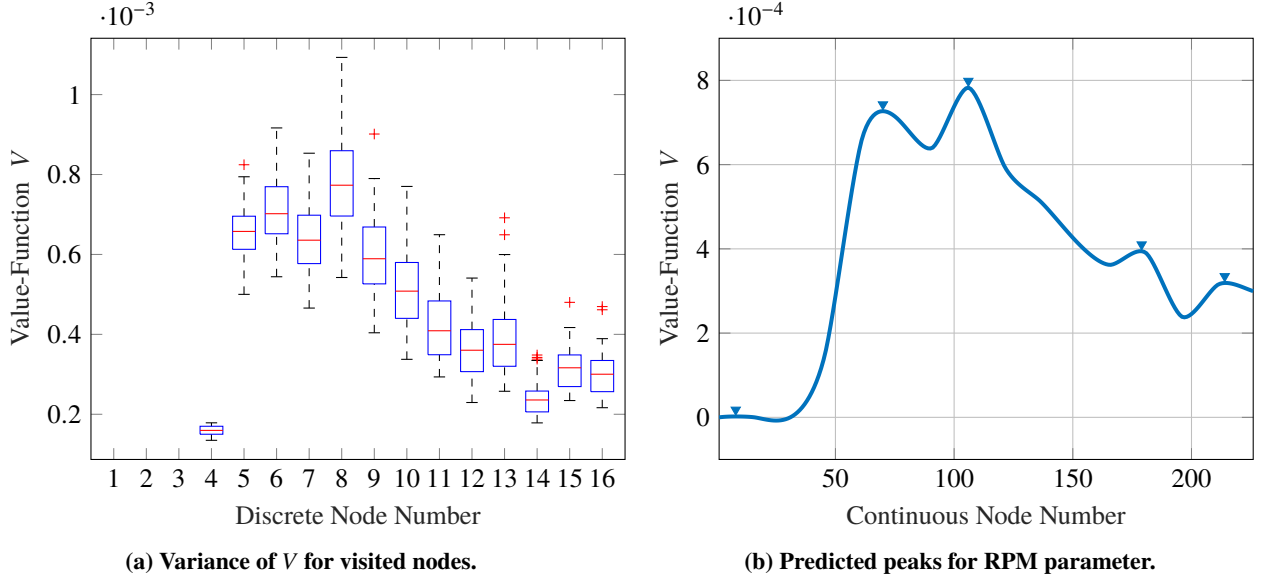 ·10⁻³
1
0.8
0.6
0.4
0.2
Value-Function V
1 2 3 4 5 6 7 8 9 10 11 12 13 14 15 16
Discrete Node Number
(a) Variance of V for visited nodes.
·10⁻⁴
8
6
4
2
0
Value-Function V
50 100 150 200
Continuous Node Number
(b) Predicted peaks for RPM parameter.